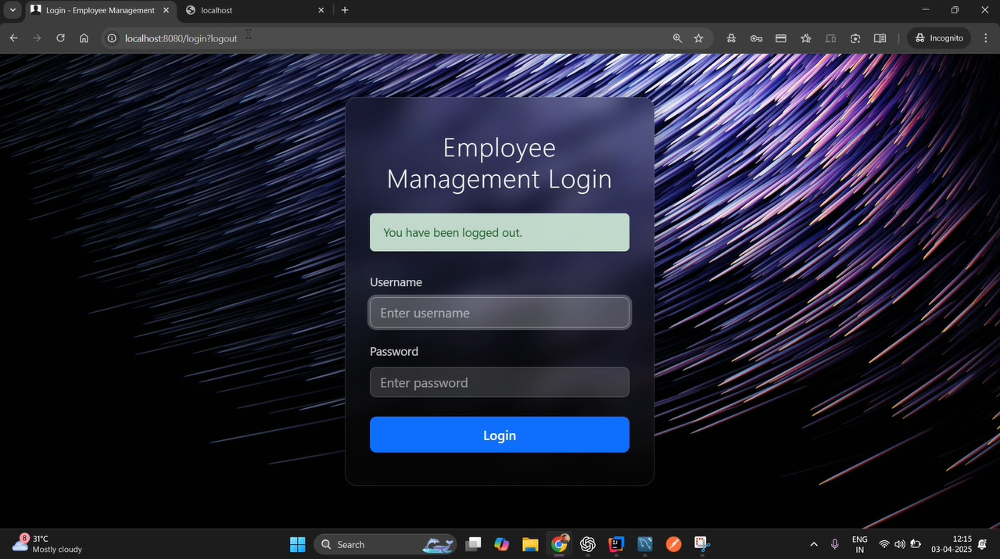 Login - Employee Management
localhost
localhost:8080/login?logout
Incognito
Employee
Management Login
You have been logged out.
Username
Enter username
Password
Enter password
Login
8
31°C
Mostly cloudy
Search
ENG
IN
12:15
03-04-2025